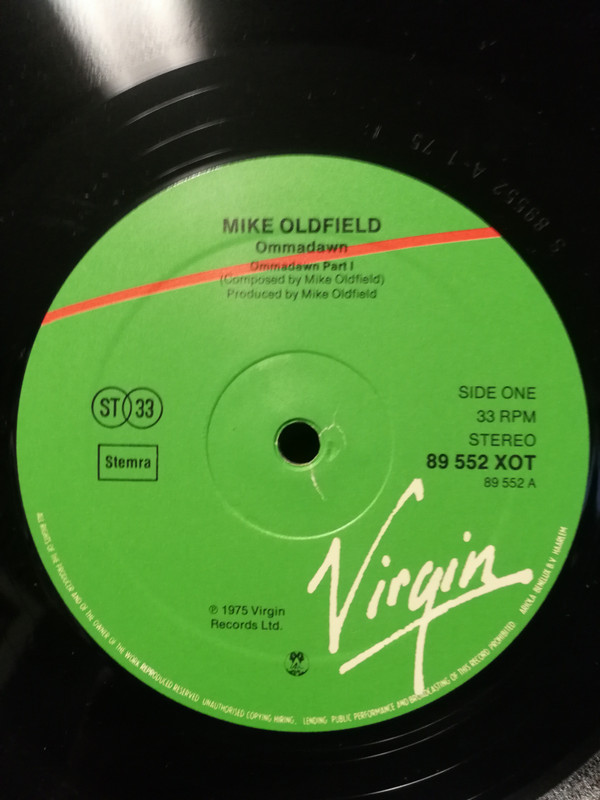 MIKE OLDFIELD
Ommadawn
Ommadawn Part I
(Composed by Mike Oldfield)
Produced by Mike Oldfield
ST 33
Stemra
SIDE ONE
33 RPM
STEREO
89 552 XOT
89 552 A
Virgin
℗ 1975 Virgin
Records Ltd.
ALL RIGHTS OF THE PRODUCER AND OF THE OWNER OF THE WORK REPRODUCED RESERVED UNAUTHORISED COPYING HIRING, LENDING PUBLIC PERFORMANCE AND BROADCASTING OF THIS RECORD PROHIBITED ARIOLA BENELUX B.V. HAARLEM
S 89552 A-1 75